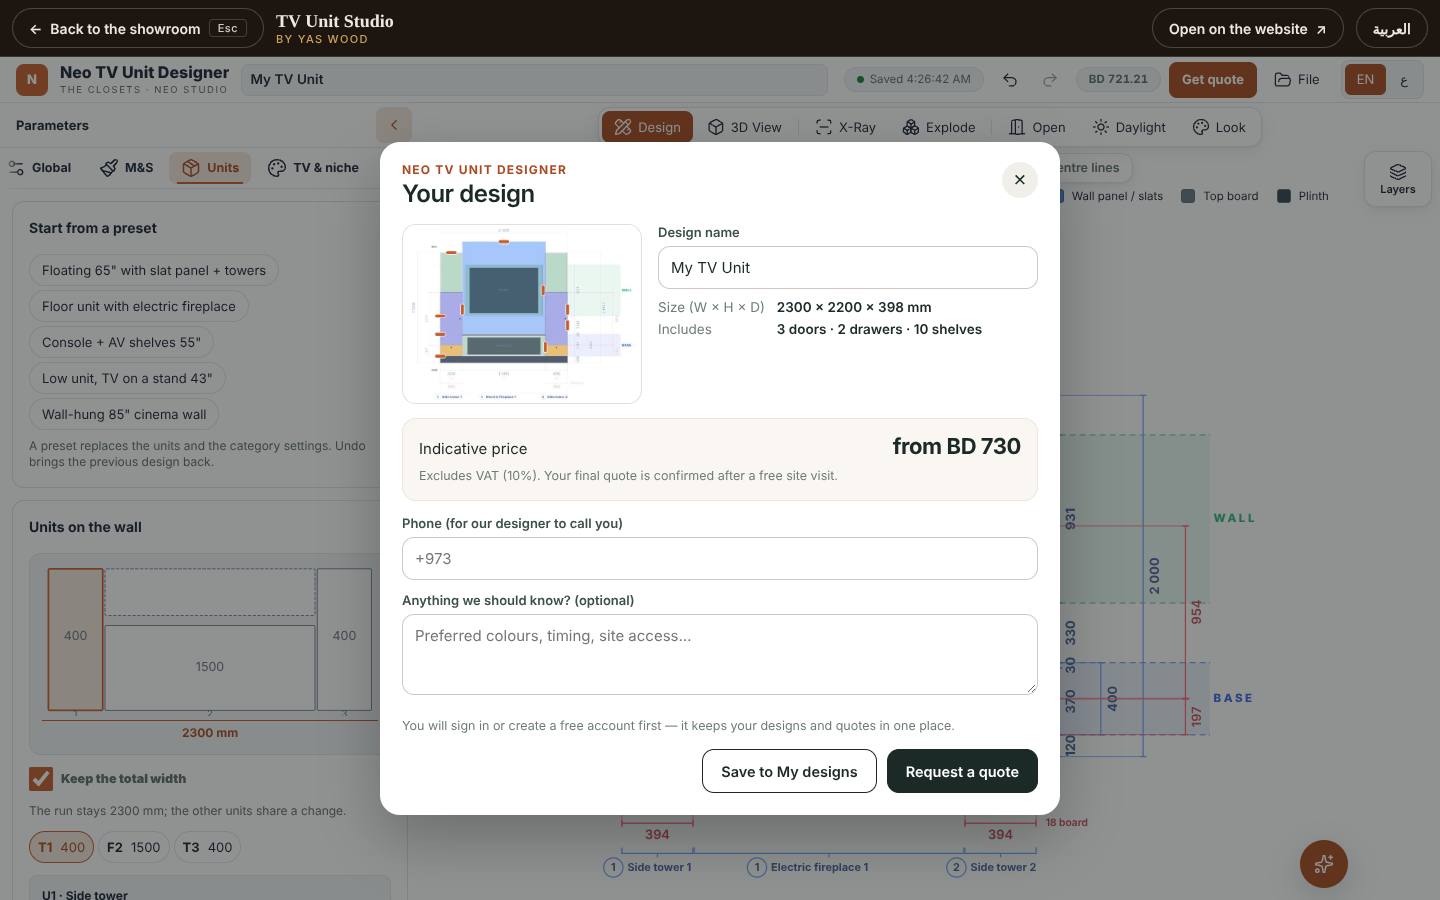 Back to the showroom Esc
TV Unit Studio
BY YAS WOOD
Open on the website
العربية
N
Neo TV Unit Designer
THE CLOSETS · NEO STUDIO
My TV Unit
Saved 4:26:42 AM
BD 721.21
Get quote
File
EN
ع
Parameters
Design
3D View
X-Ray
Explode
Open
Daylight
Look
Global
M&S
Units
TV & niche
entre lines
Wall panel / slats
Top board
Plinth
Layers
Start from a preset
Floating 65" with slat panel + towers
Floor unit with electric fireplace
Console + AV shelves 55"
Low unit, TV on a stand 43"
Wall-hung 85" cinema wall
A preset replaces the units and the category settings. Undo
brings the previous design back.
Units on the wall
400
1500
400
2300 mm
Keep the total width
The run stays 2300 mm; the other units share a change.
T1 400
F2 1500
T3 400
U1 · Side tower
NEO TV UNIT DESIGNER
Your design
Design name
My TV Unit
Size (W × H × D) 2300 × 2200 × 398 mm
Includes 3 doors · 2 drawers · 10 shelves
Indicative price
from BD 730
Excludes VAT (10%). Your final quote is confirmed after a free site visit.
Phone (for our designer to call you)
+973
Anything we should know? (optional)
Preferred colours, timing, site access...
You will sign in or create a free account first — it keeps your designs and quotes in one place.
Save to My designs
Request a quote
931
WALL
2 000
954
330
30
370
400
BASE
197
120
394
394
18 board
1 Side tower 1
1 Electric fireplace 1
2 Side tower 2